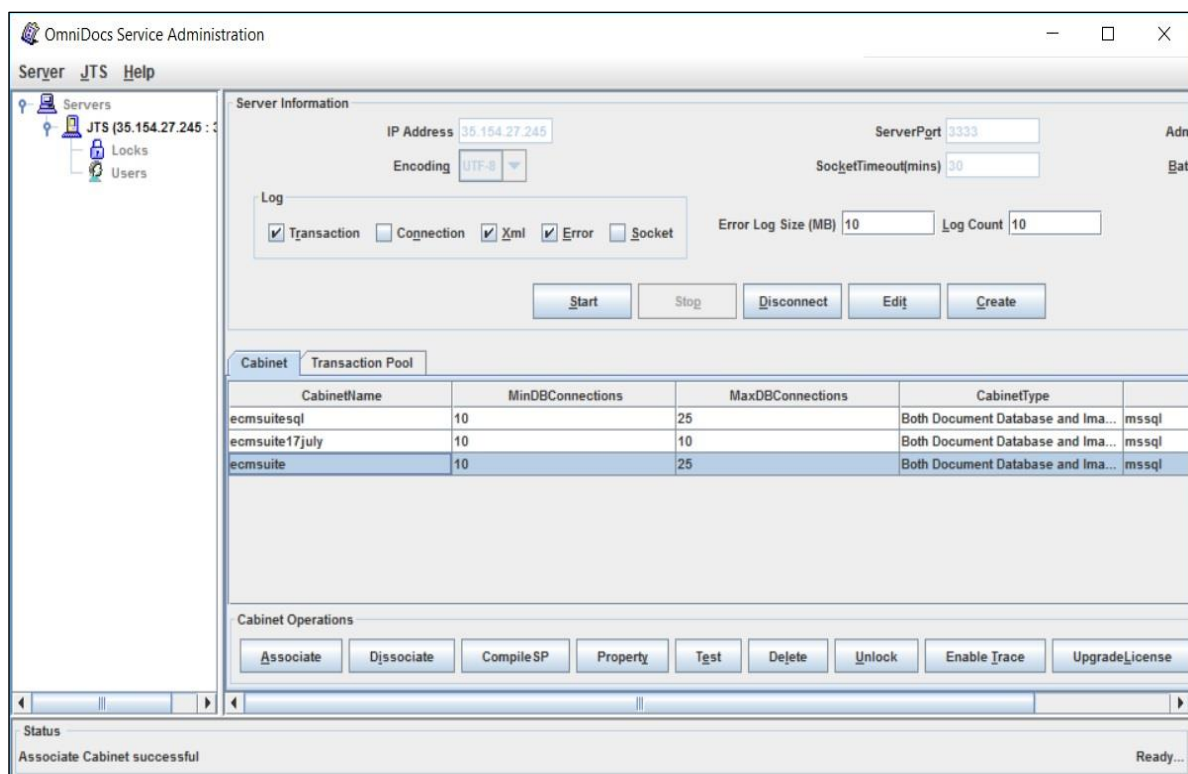 OmniDocs Service Administration
Server JTS Help
Servers
JTS (35.154.27.245 : 3
Locks
Users
Server Information
IP Address 35.154.27.245 ServerPort 3333 Adn
Encoding UTF-8 SocketTimeout(mins) 30 Bat
Log
Transaction Connection Xml Error Socket Error Log Size (MB) 10 Log Count 10
Start Stop Disconnect Edit Create
Cabinet Transaction Pool
CabinetName MinDBConnections MaxDBConnections CabinetType
ecmsuitesql 10 25 Both Document Database and Ima... mssql
ecmsuite17july 10 10 Both Document Database and Ima... mssql
ecmsuite 10 25 Both Document Database and Ima... mssql
Cabinet Operations
Associate Dissociate CompileSP Property Test Delete Unlock Enable Trace UpgradeLicense
Status
Associate Cabinet successful Ready...